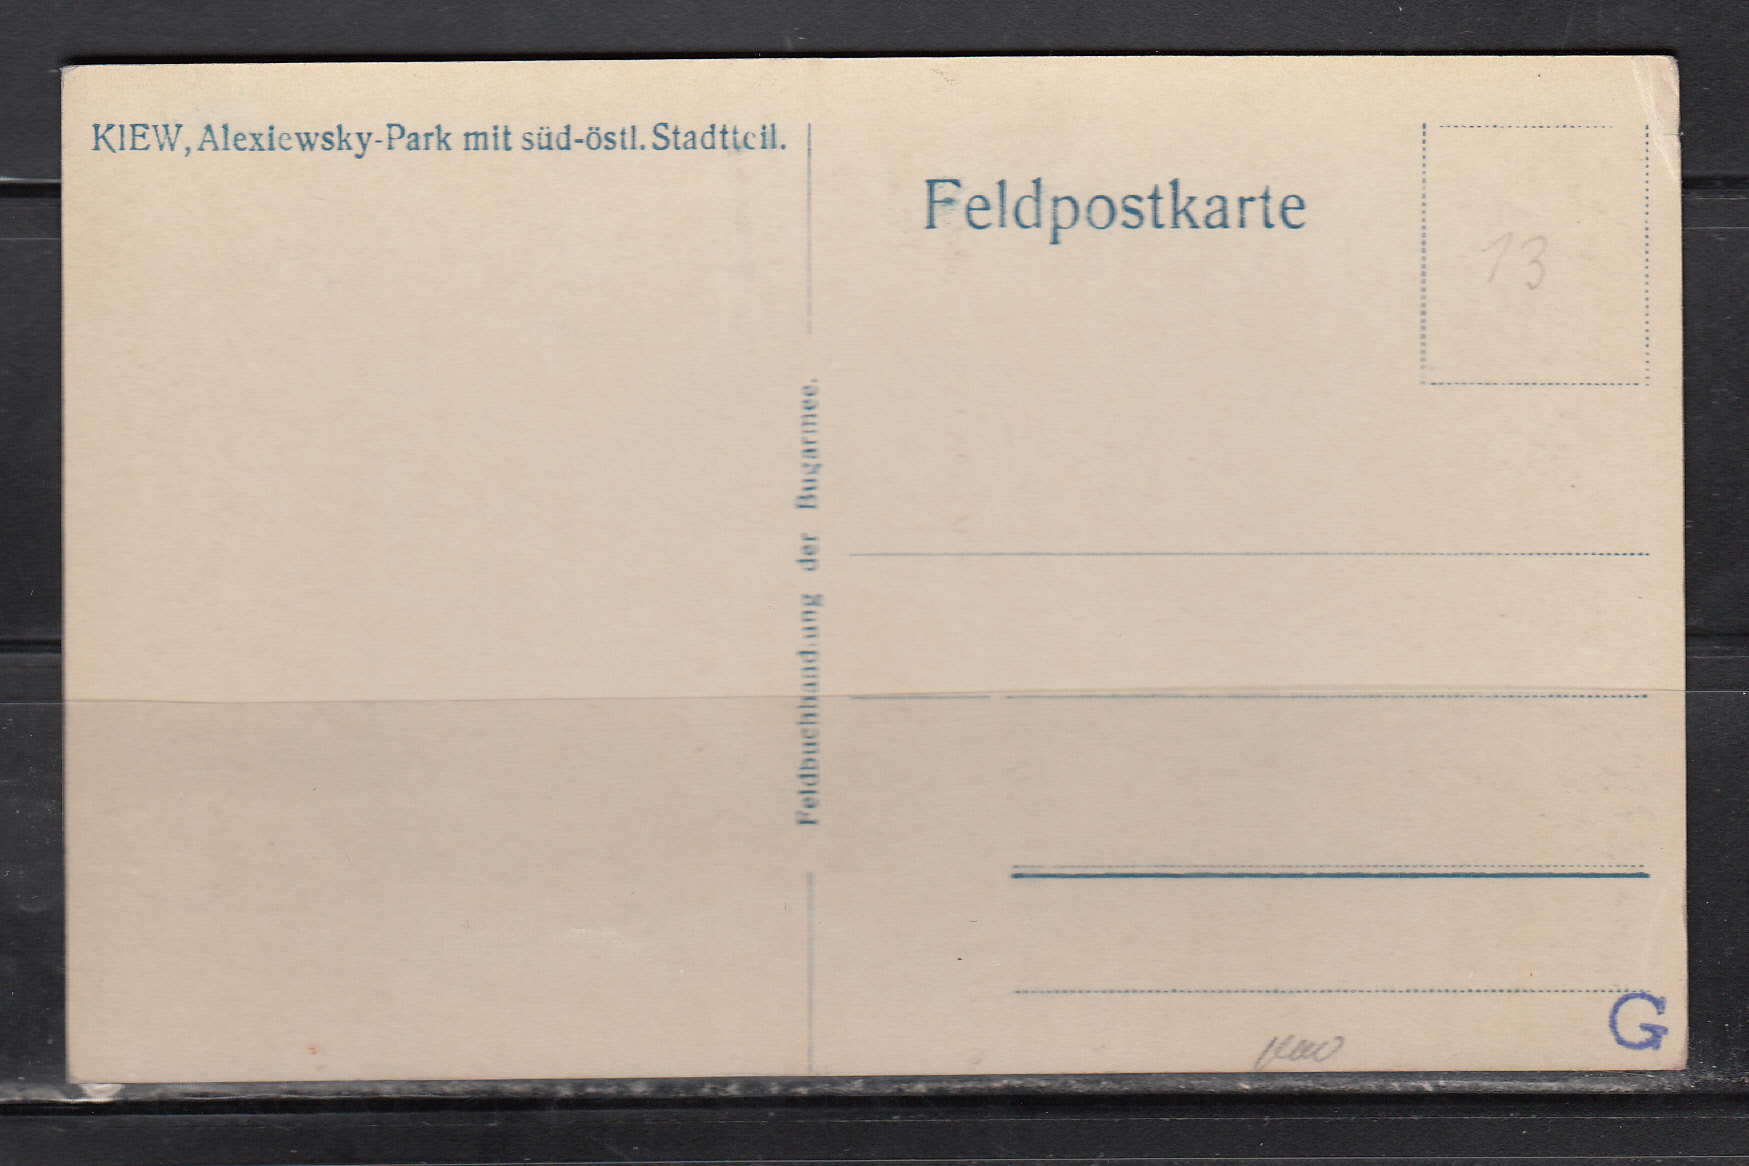 KIEW, Alexiewsky-Park mit süd-östl. Stadtteil.
Feldpostkarte
13
Feldbuchhandlung der Bugarmee.
G